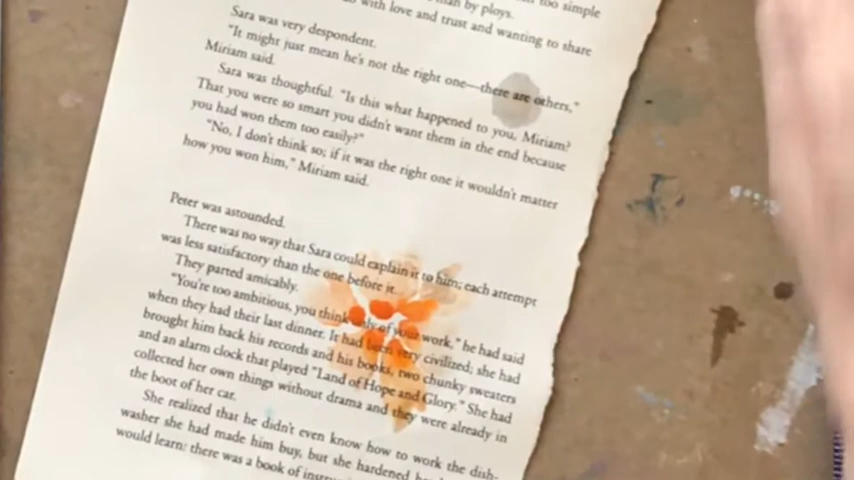 too simple
man by ploys.
with love and trust and wanting to share
Sara was very despondent.
"It might just mean he's not the right one—there are others,"
Miriam said.
Sara was thoughtful. "Is this what happened to you, Miriam?
That you were so smart you didn't want them in the end because
you had won them too easily?"
"No, I don't think so; if it was the right one it wouldn't matter
how you won him," Miriam said.
Peter was astounded.
There was no way that Sara could explain it to him; each attempt
was less satisfactory than the one before it.
They parted amicably.
"You're too ambitious, you think only of your work," he had said
when they had their last dinner. It had been very civilized; she had
brought him back his records and his books, two chunky sweaters
and an alarm clock that played "Land of Hope and Glory." She had
collected her own things without drama and they were already in
the boot of her car.
She realized that he didn't even know how to work the dish-
washer she had made him buy, but she hardened
would learn; there was a book of